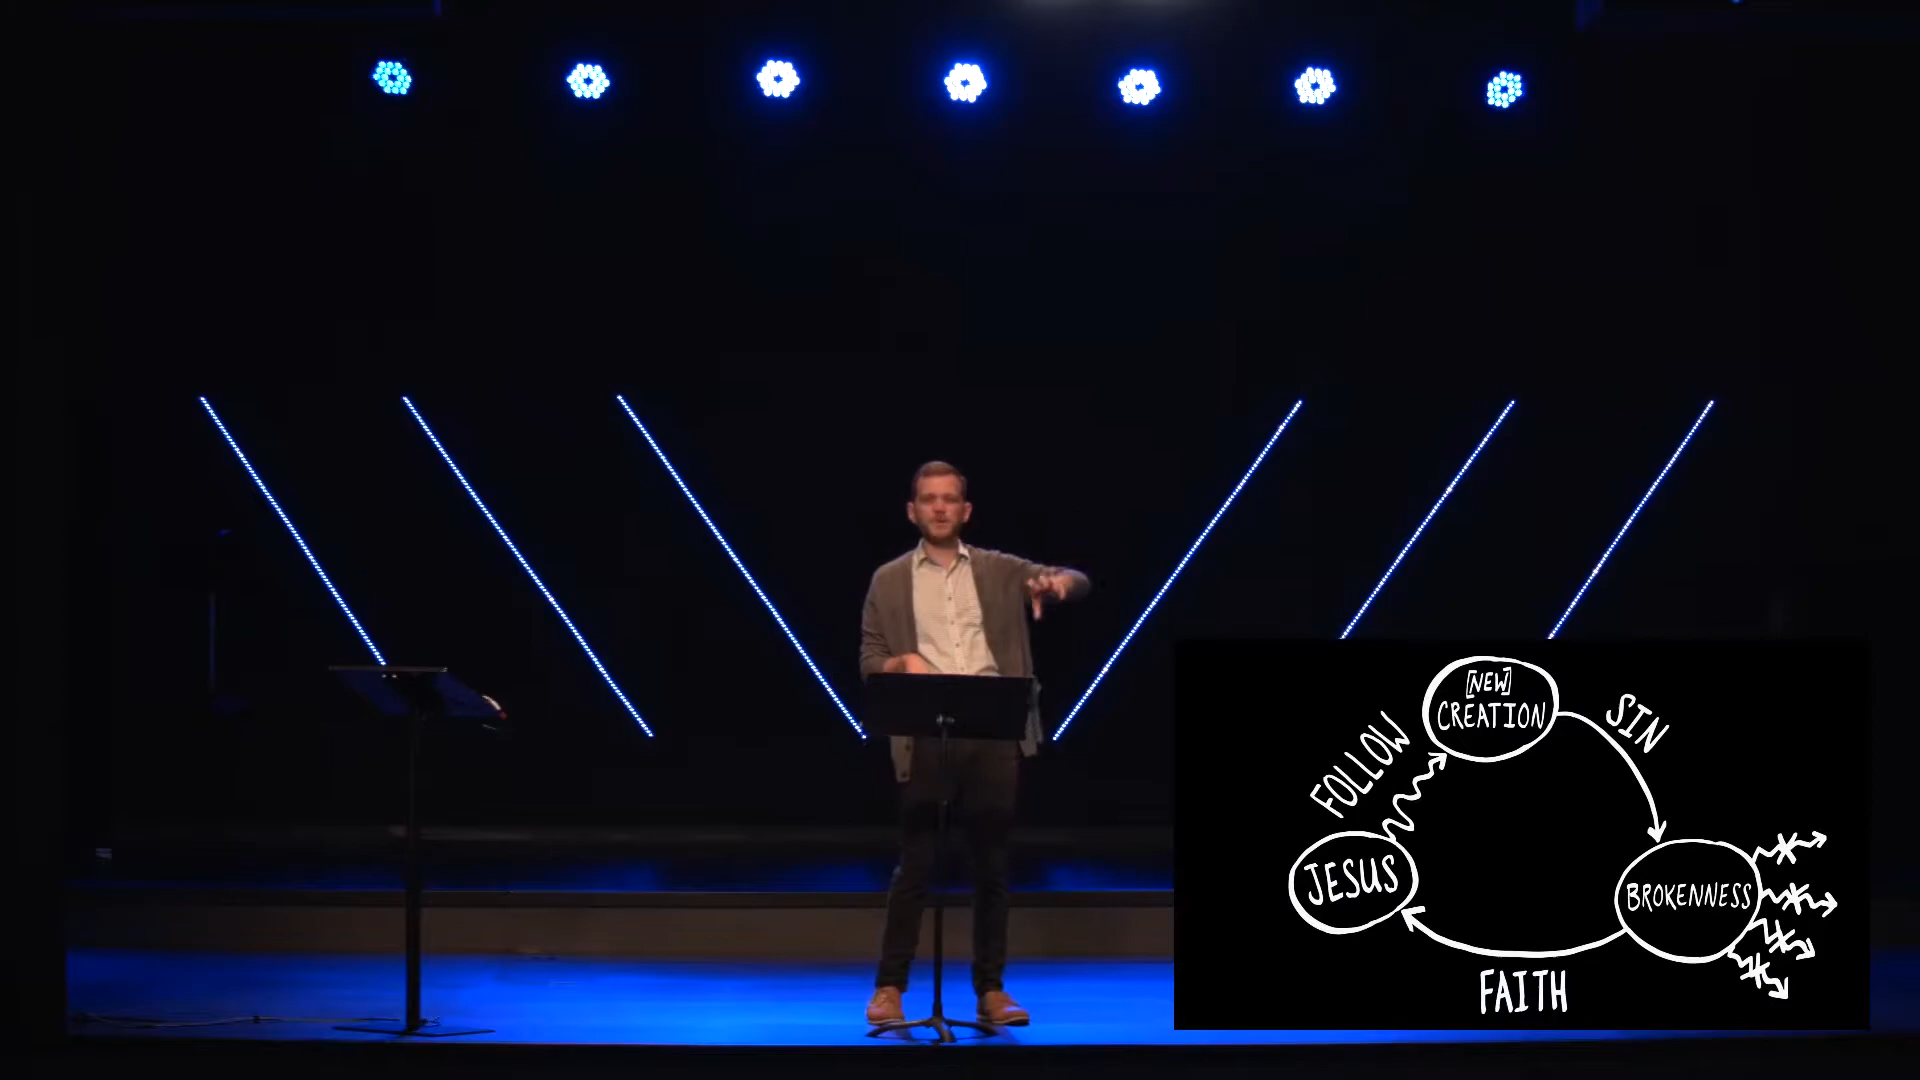 [NEW]
CREATION
SIN
FOLLOW
JESUS
BROKENNESS
FAITH